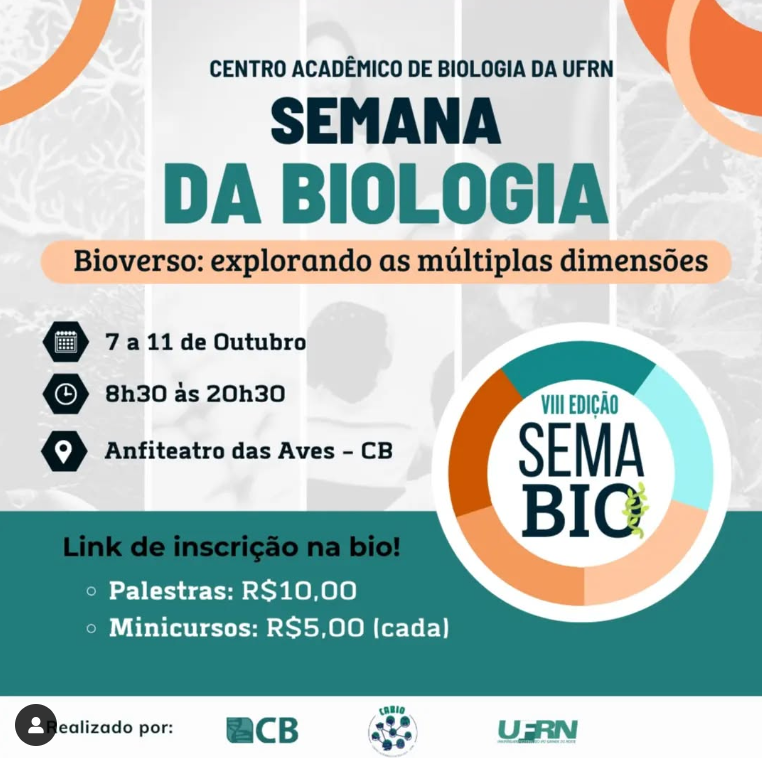 CENTRO ACADÊMICO DE BIOLOGIA DA UFRN
SEMANA
DA BIOLOGIA
Bioverso: explorando as múltiplas dimensões
7 a 11 de Outubro
8h30 às 20h30
Anfiteatro das Aves - CB
VIII EDIÇÃO
SEMA
BIO
Link de inscrição na bio!
Palestras: R$10,00
Minicursos: R$5,00 (cada)
Realizado por:
CB
CABIO
UFRN